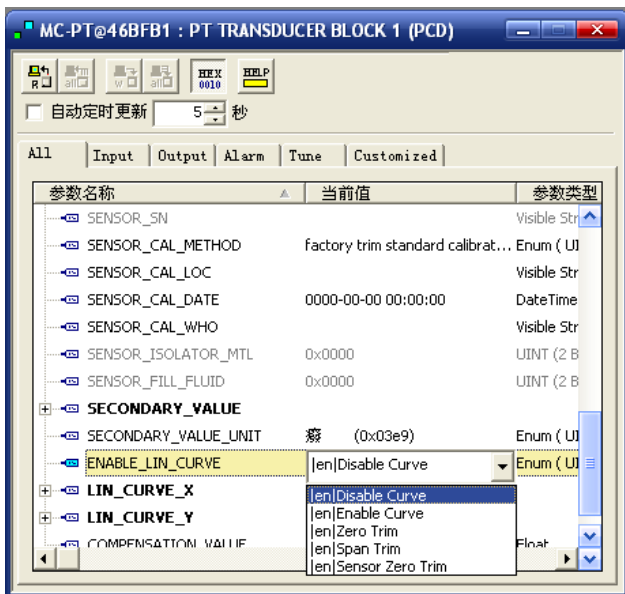 MC-PT@46BFB1 : PT TRANSDUCER BLOCK 1 (PCD)
R all w all HEX 0010 HELP
自动定时更新 5 秒
All Input Output Alarm Tune Customized
参数名称 当前值 参数类型
SENSOR_SN Visible Str
SENSOR_CAL_METHOD factory trim standard calibrat... Enum ( UI
SENSOR_CAL_LOC Visible Str
SENSOR_CAL_DATE 0000-00-00 00:00:00 DateTime
SENSOR_CAL_WHO Visible Str
SENSOR_ISOLATOR_MTL 0x0000 UINT (2 B
SENSOR_FILL_FLUID 0x0000 UINT (2 B
SECONDARY_VALUE
SECONDARY_VALUE_UNIT (0x03e9) Enum ( UI
ENABLE_LIN_CURVE |en|Disable Curve Enum ( UI
LIN_CURVE_X |en|Disable Curve
|en|Enable Curve
LIN_CURVE_Y |en|Zero Trim
COMPENSATION_VALUE |en|Span Trim Float
|en|Sensor Zero Trim